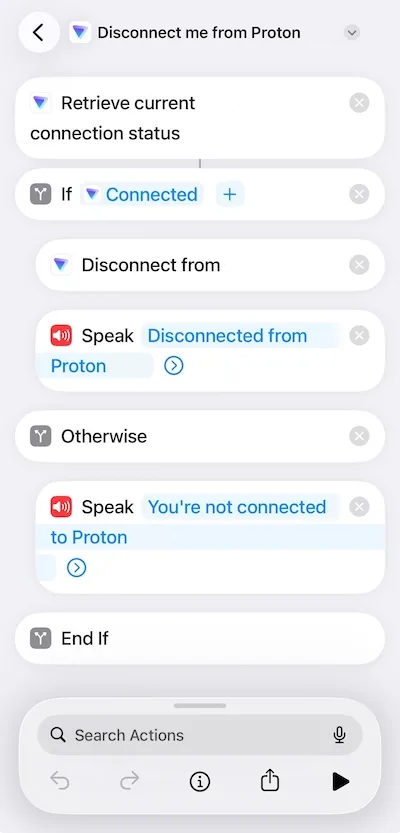 Disconnect me from Proton
Retrieve current
connection status
If Connected +
Disconnect from
Speak Disconnected from
Proton
Otherwise
Speak You're not connected
to Proton
End If
Search Actions